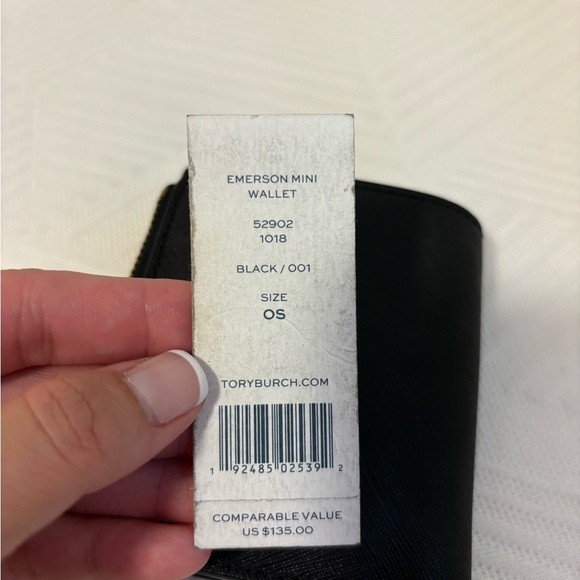 EMERSON MINI
WALLET
52902
1018
BLACK / 001
SIZE
OS
TORYBURCH.COM
1 92485 02539 2
COMPARABLE VALUE
US $135.00